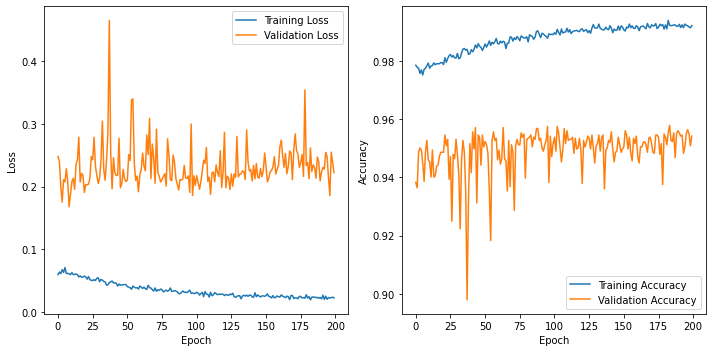 Training Loss
Validation Loss
Loss
0.4
0.3
0.2
0.1
0.0
0 25 50 75 100 125 150 175 200
Epoch
Accuracy
0.98
0.96
0.94
0.92
0.90
Training Accuracy
Validation Accuracy
0 25 50 75 100 125 150 175 200
Epoch